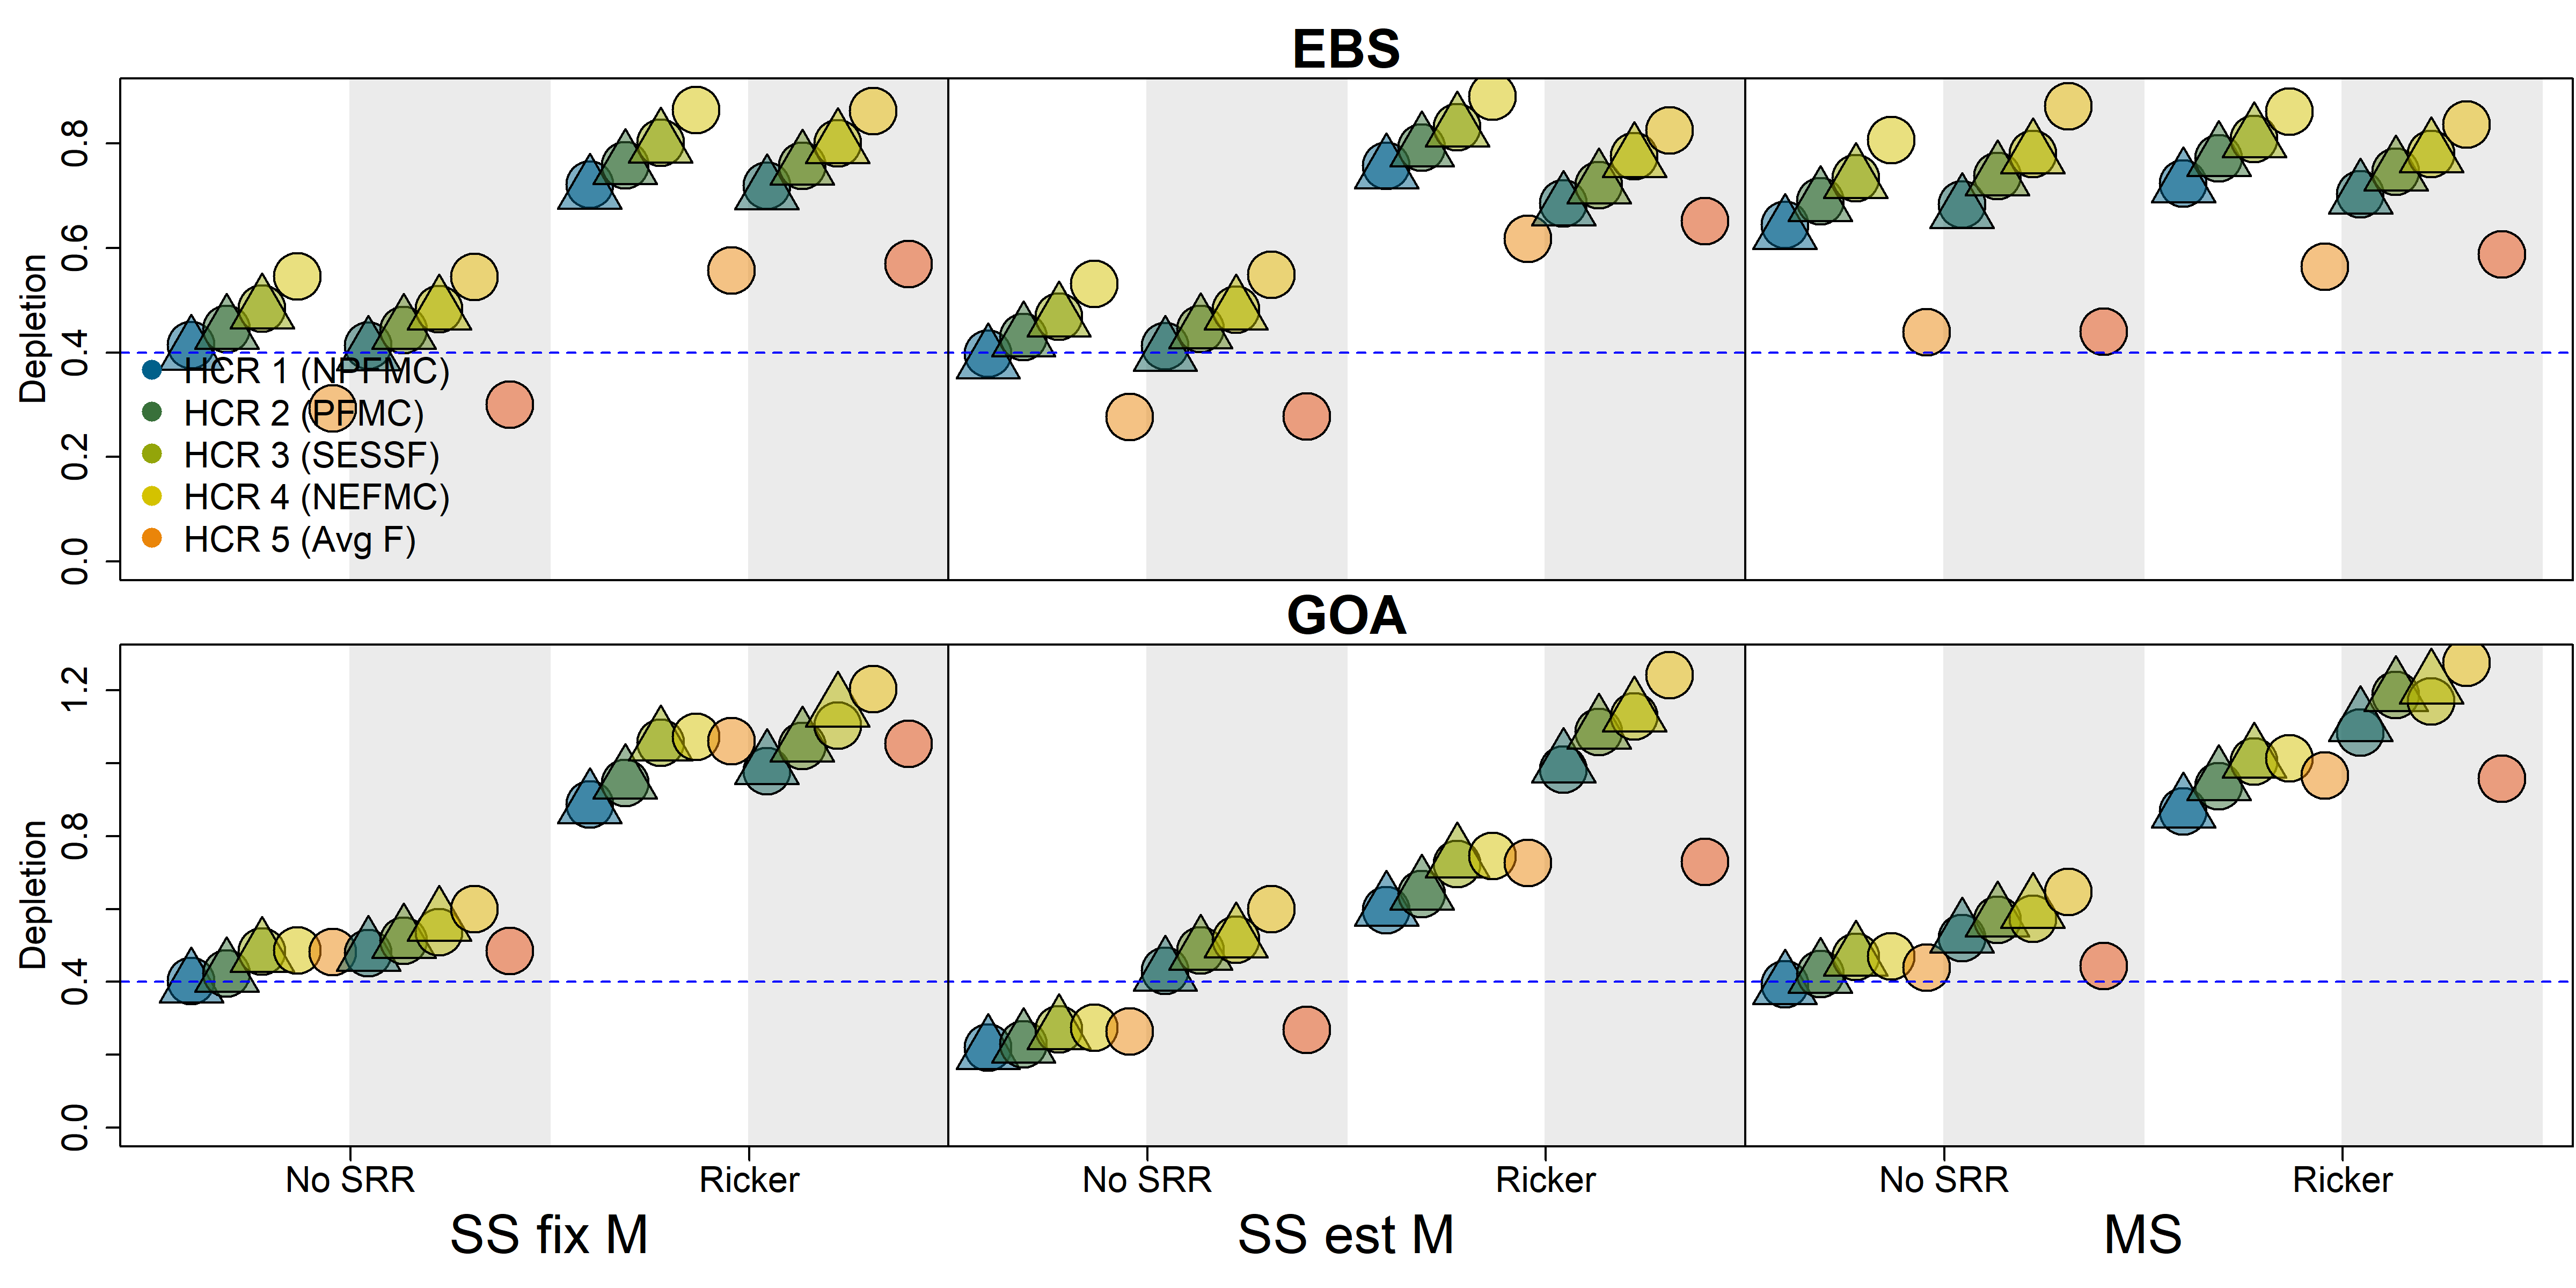 EBS
Depletion
0.8
0.6
0.4
0.2
0.0
HCR 1 (NPFMC)
HCR 2 (PFMC)
HCR 3 (SESSF)
HCR 4 (NEFMC)
HCR 5 (Avg F)
GOA
Depletion
1.2
0.8
0.4
0.0
No SRR Ricker No SRR Ricker No SRR Ricker
SS fix M SS est M MS